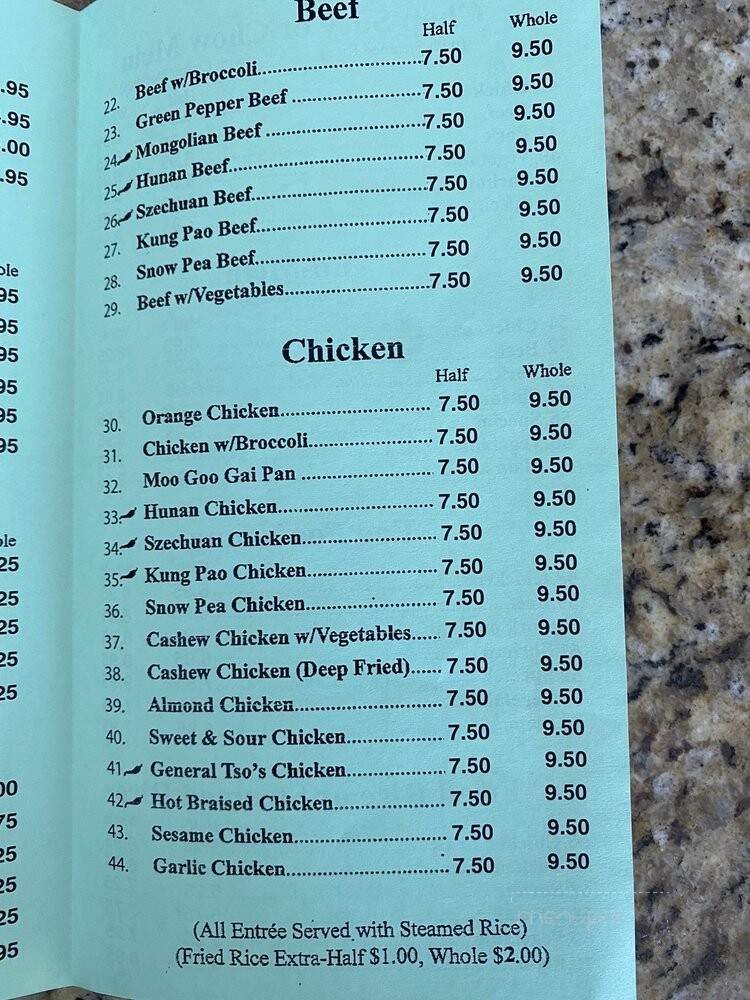 Beef
Half Whole
22. Beef w/Broccoli 7.50 9.50
23. Green Pepper Beef 7.50 9.50
24. Mongolian Beef 7.50 9.50
25. Hunan Beef 7.50 9.50
26. Szechuan Beef 7.50 9.50
27. Kung Pao Beef 7.50 9.50
28. Snow Pea Beef 7.50 9.50
29. Beef w/Vegetables 7.50 9.50
Chicken
Half Whole
30. Orange Chicken 7.50 9.50
31. Chicken w/Broccoli 7.50 9.50
32. Moo Goo Gai Pan 7.50 9.50
33. Hunan Chicken 7.50 9.50
34. Szechuan Chicken 7.50 9.50
35. Kung Pao Chicken 7.50 9.50
36. Snow Pea Chicken 7.50 9.50
37. Cashew Chicken w/Vegetables 7.50 9.50
38. Cashew Chicken (Deep Fried) 7.50 9.50
39. Almond Chicken 7.50 9.50
40. Sweet & Sour Chicken 7.50 9.50
41. General Tso's Chicken 7.50 9.50
42. Hot Braised Chicken 7.50 9.50
43. Sesame Chicken 7.50 9.50
44. Garlic Chicken 7.50 9.50
(All Entrée Served with Steamed Rice)
(Fried Rice Extra-Half $1.00, Whole $2.00)